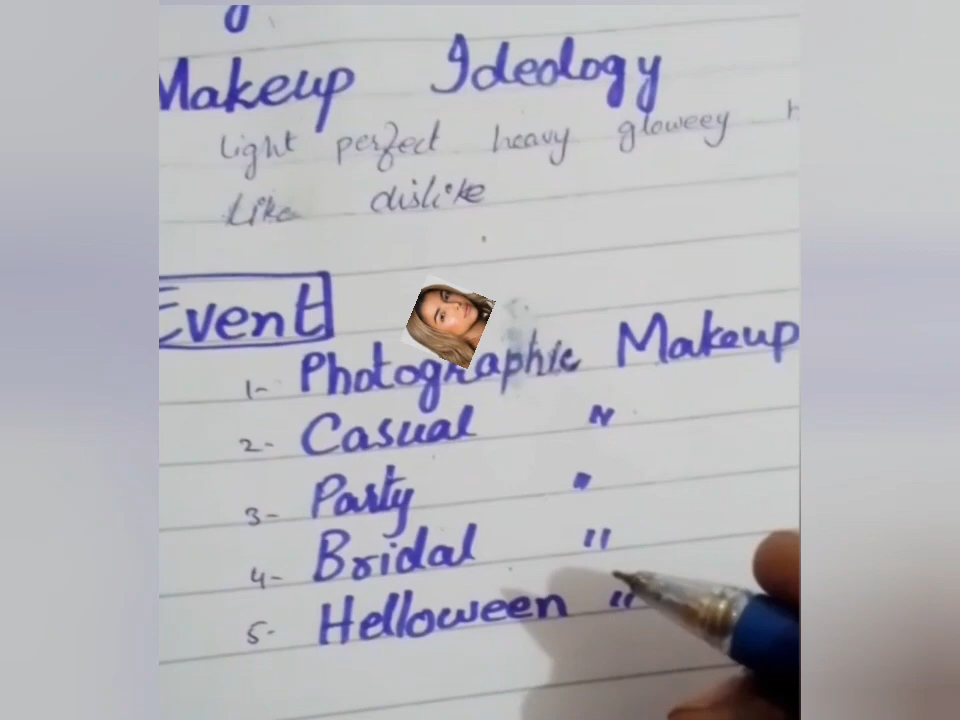 Makeup Ideology
Light perfect heavy gloweey
Like dislike
Event
1- Photographic Makeup
2- Casual "
3- Party "
4- Bridal "
5- Helloween "